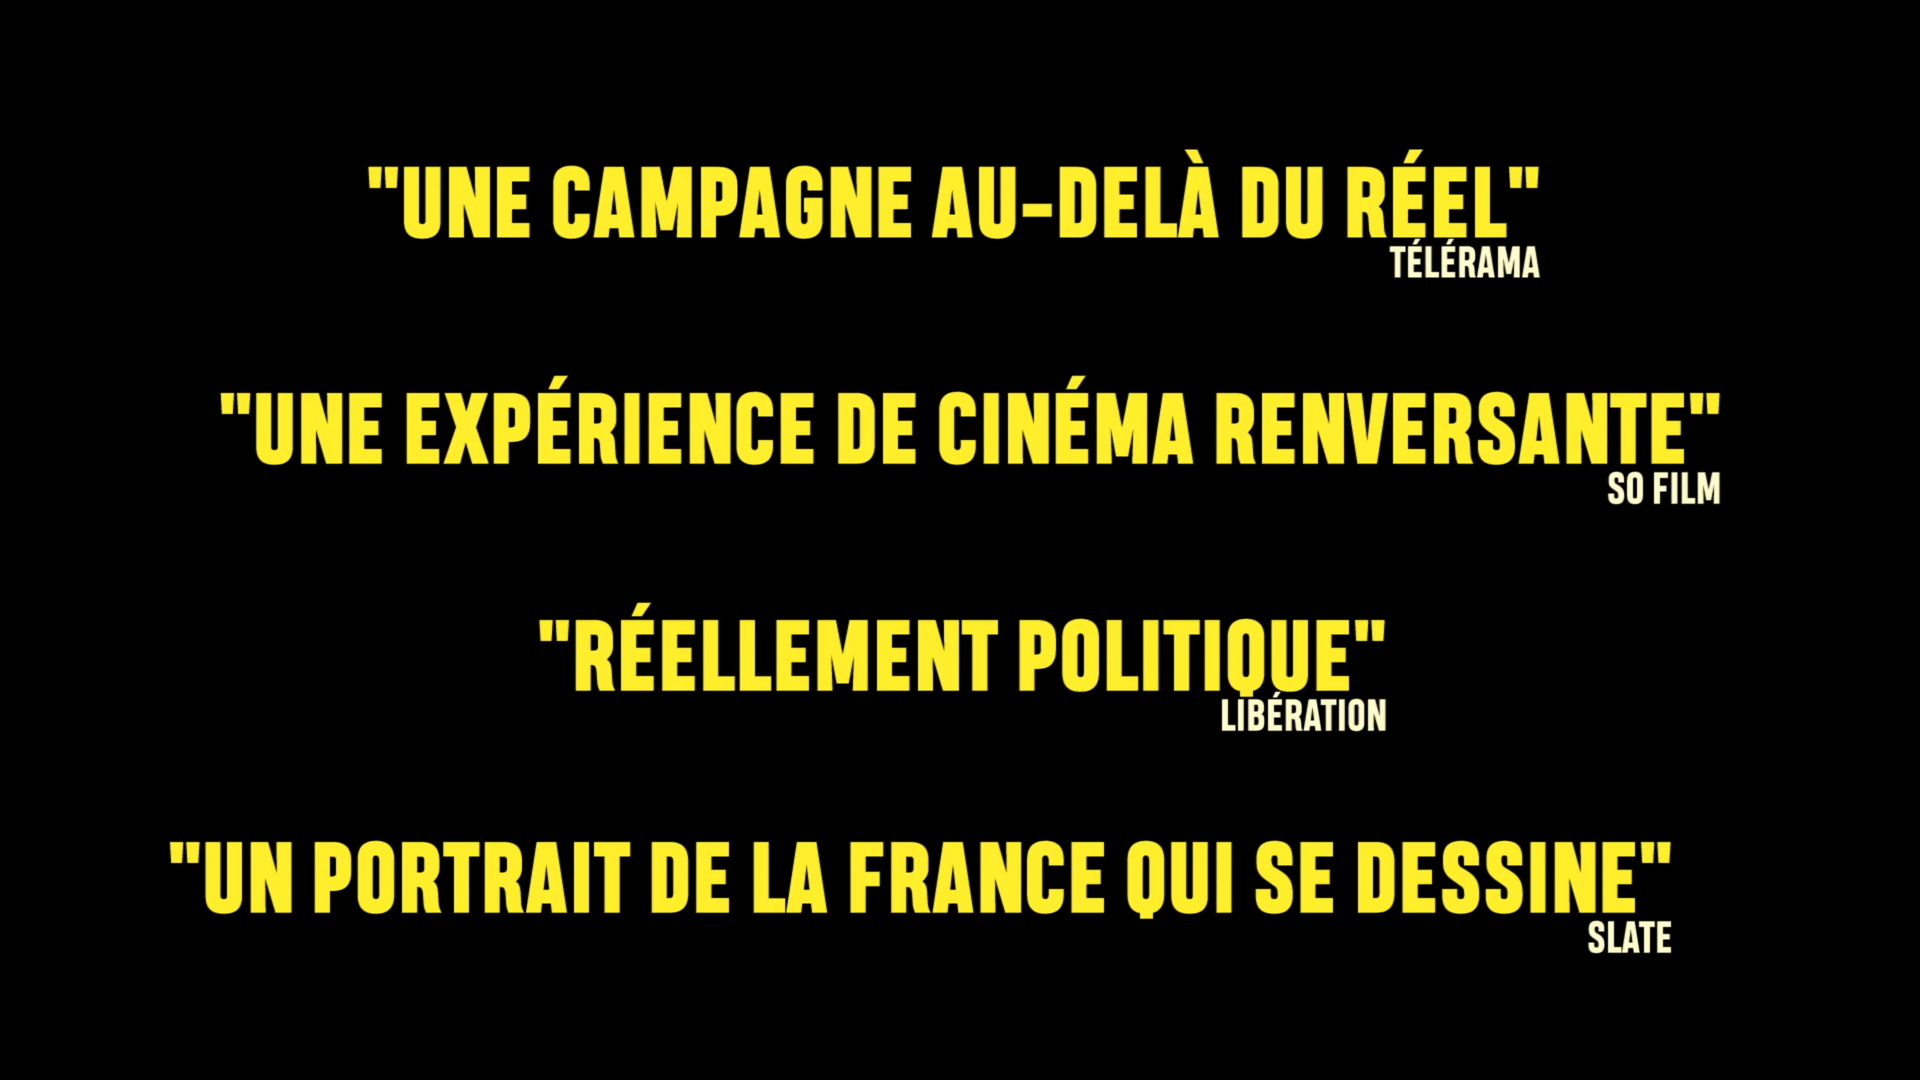 "UNE CAMPAGNE AU-DELÀ DU RÉEL"
TÉLÉRAMA
"UNE EXPÉRIENCE DE CINÉMA RENVERSANTE"
SO FILM
"RÉELLEMENT POLITIQUE"
LIBÉRATION
"UN PORTRAIT DE LA FRANCE QUI SE DESSINE"
SLATE